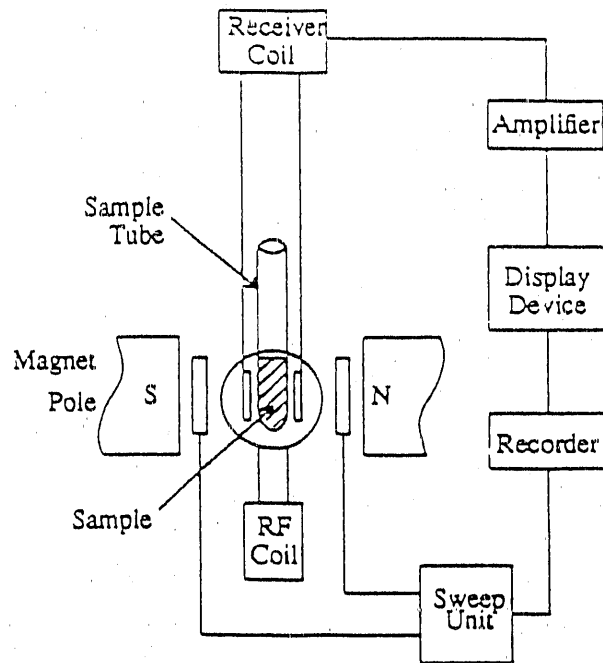 Receiver
Coil
Amplifier
Sample
Tube
Display
Device
Magnet
Pole
S
N
Recorder
Sample
RF
Coil
Sweep
Unit